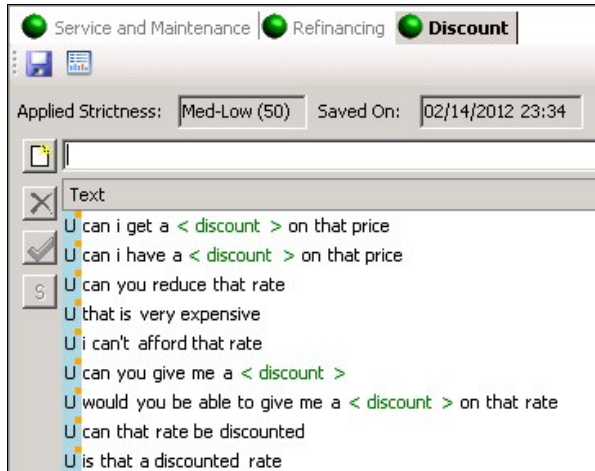 Service and Maintenance Refinancing Discount
Applied Strictness: Med-Low (50) Saved On: 02/14/2012 23:34
Text
U can i get a < discount > on that price
U can i have a < discount > on that price
S
U can you reduce that rate
U that is very expensive
U i can't afford that rate
U can you give me a < discount >
U would you be able to give me a < discount > on that rate
U can that rate be discounted
U is that a discounted rate